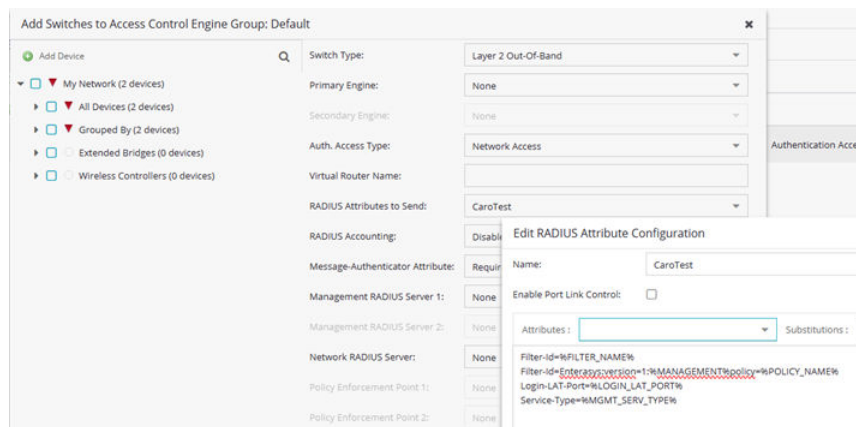 Add Switches to Access Control Engine Group: Default
Add Device
My Network (2 devices)
All Devices (2 devices)
Grouped By (2 devices)
Extended Bridges (0 devices)
Wireless Controllers (0 devices)
Switch Type: Layer 2 Out-Of-Band
Primary Engine: None
Secondary Engine: None
Auth. Access Type: Network Access
Virtual Router Name:
RADIUS Attributes to Send: CaroTest
RADIUS Accounting: Disable
Message-Authenticator Attribute: Requir
Management RADIUS Server 1: None
Management RADIUS Server 2: None
Network RADIUS Server: None
Policy Enforcement Point 1: None
Policy Enforcement Point 2: None
Authentication Acce
Edit RADIUS Attribute Configuration
Name: CaroTest
Enable Port Link Control:
Attributes : Substitutions :
Filter-Id=%FILTER_NAME%
Filter-Id=Enterasys:version=1:%MANAGEMENT%policy=%POLICY_NAME%
Login-LAT-Port=%LOGIN_LAT_PORT%
Service-Type=%MGMT_SERV_TYPE%